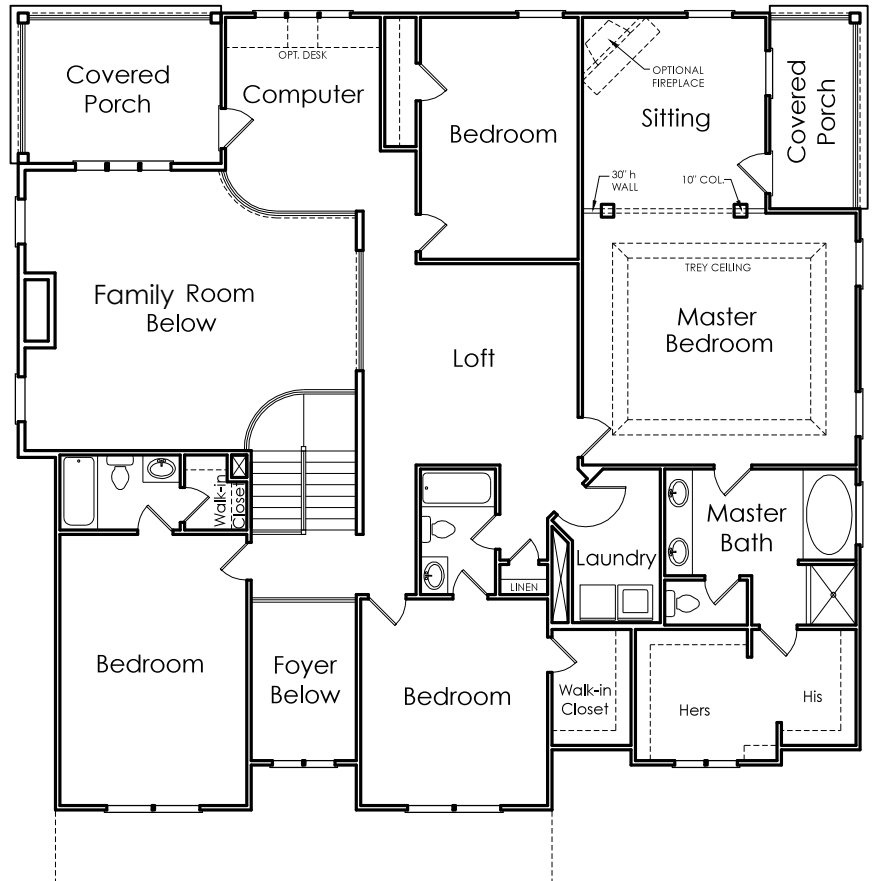 Covered
Porch
OPT. DESK
Computer
Bedroom
OPTIONAL
FIREPLACE
Sitting
Covered
Porch
30" h
WALL
10" COL.
Family Room
Below
TREY CEILING
Master
Bedroom
Loft
Walk-in
Closet
LINEN
Laundry
Master
Bath
Bedroom
Foyer
Below
Bedroom
Walk-in
Closet
Hers
His